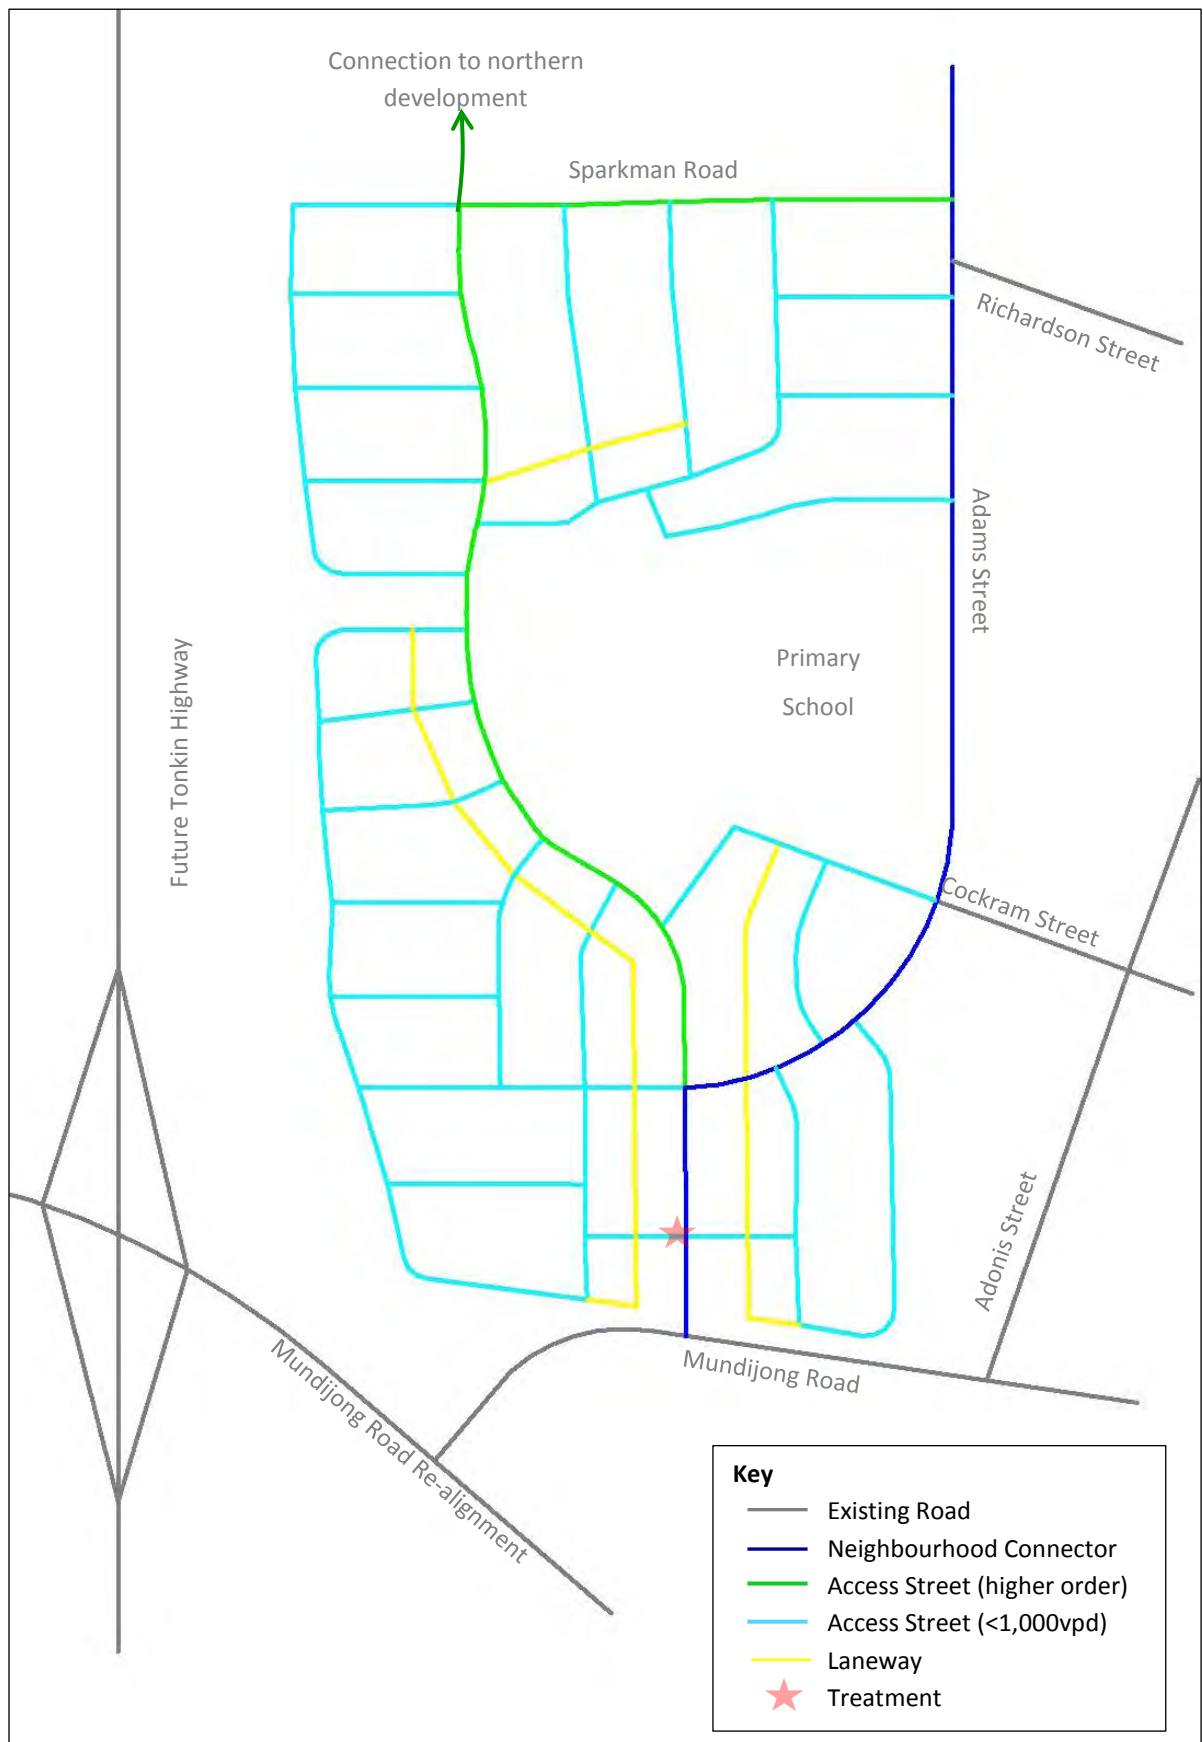 Connection to northern
development
Sparkman Road
Richardson Street
Adams Street
Primary
School
Future Tonkin Highway
Cockram Street
Adonis Street
Mundijong Road
Mundijong Road Re-alignment
Key
Existing Road
Neighbourhood Connector
Access Street (higher order)
Access Street (<1,000vpd)
Laneway
Treatment